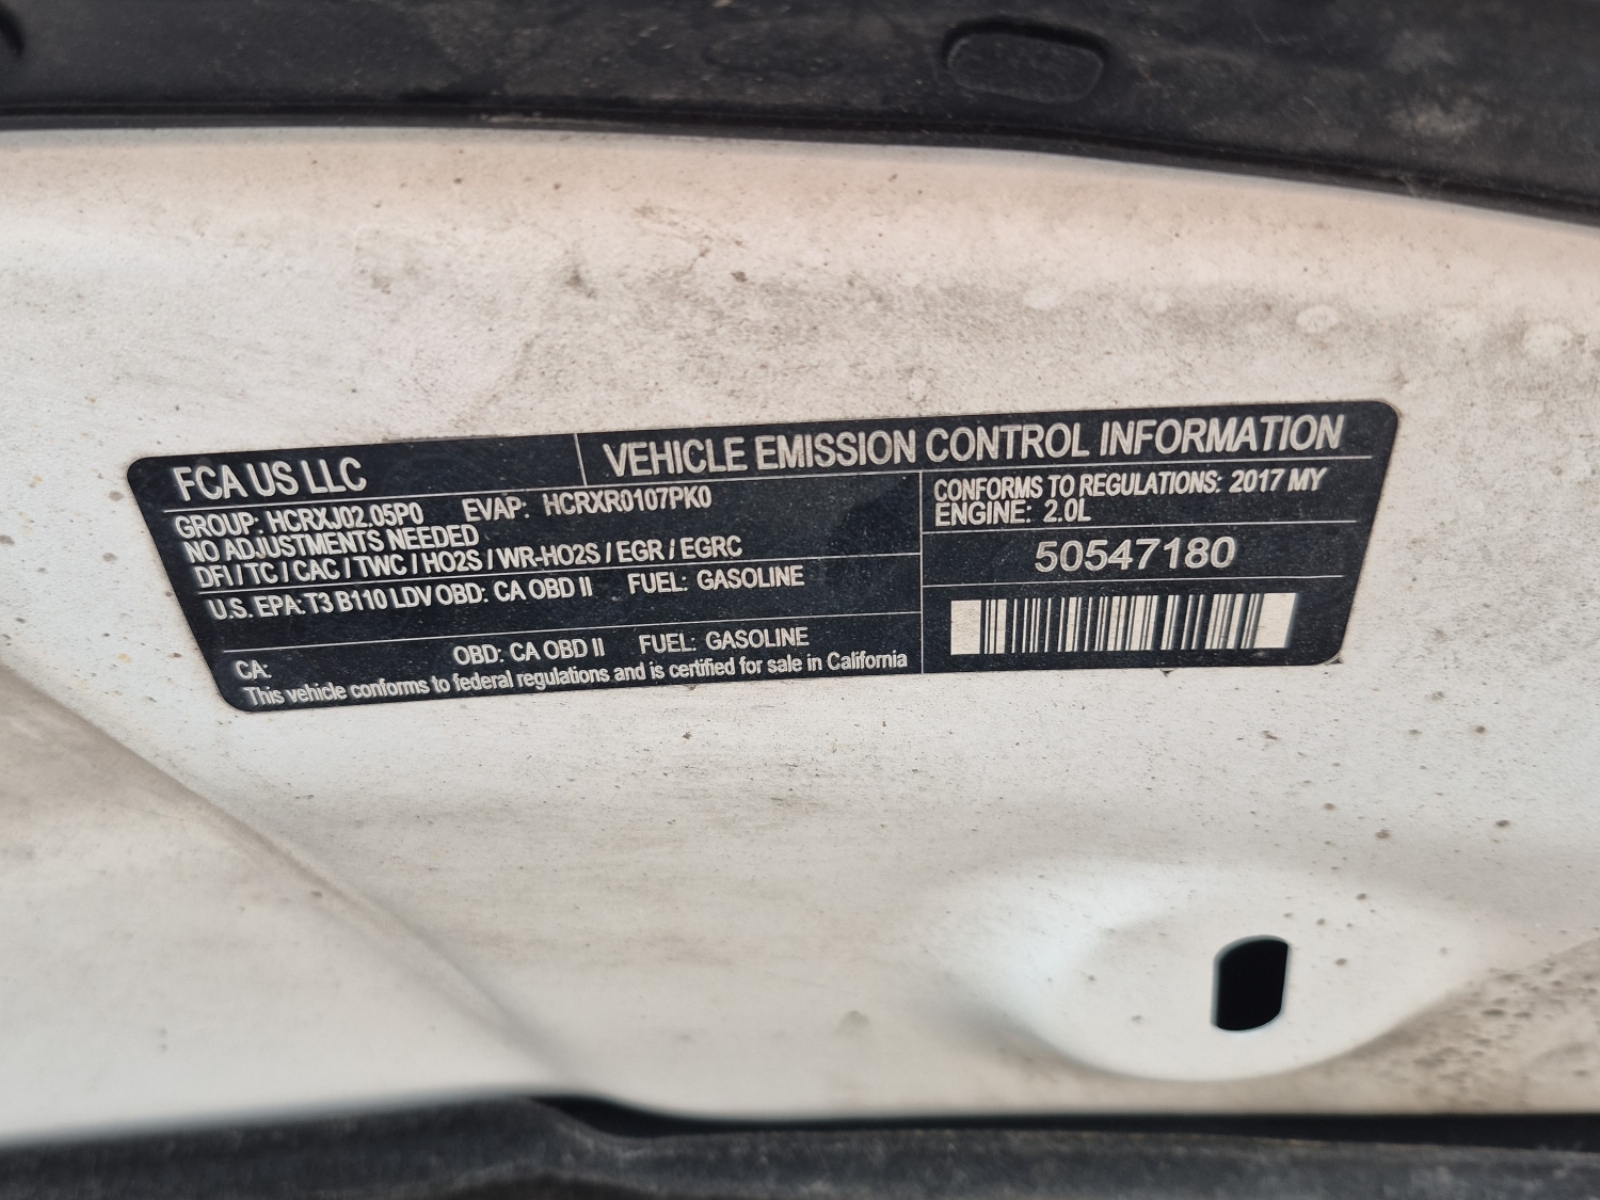 FCA US LLC
VEHICLE EMISSION CONTROL INFORMATION
GROUP: HCRXJ02.05P0 EVAP: HCRXR0107PK0
NO ADJUSTMENTS NEEDED
DFI / TC / CAC / TWC / HO2S / WR-HO2S / EGR / EGRC
U.S. EPA: T3 B110 LDV OBD: CA OBD II FUEL: GASOLINE
CA: OBD: CA OBD II FUEL: GASOLINE
This vehicle conforms to federal regulations and is certified for sale in California
CONFORMS TO REGULATIONS: 2017 MY
ENGINE: 2.0L
50547180